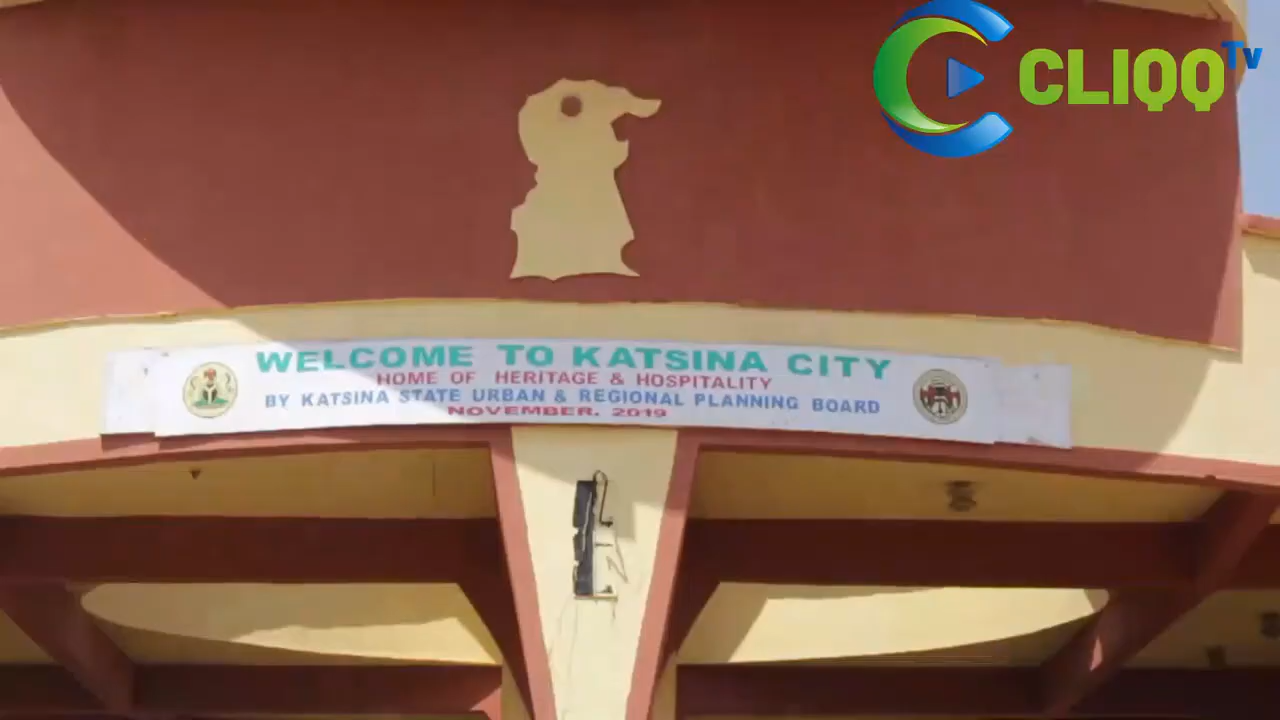 CLIQQ Tv
WELCOME TO KATSINA CITY
HOME OF HERITAGE & HOSPITALITY
BY KATSINA STATE URBAN & REGIONAL PLANNING BOARD
NOVEMBER. 2019